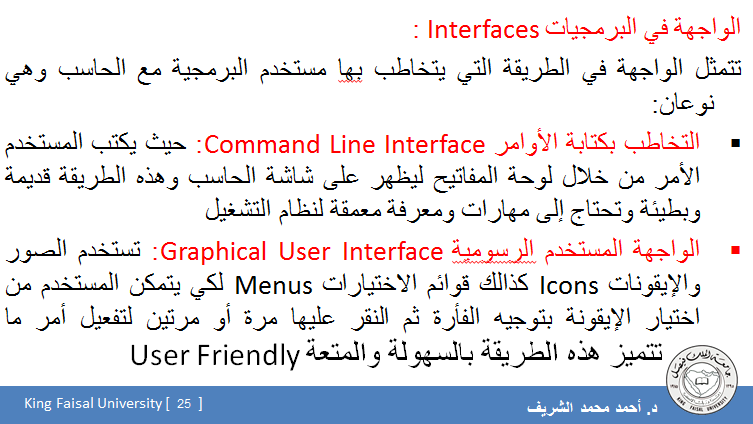 الواجهة في البرمجيات Interfaces :
تتمثل الواجهة في الطريقة التي يتخاطب بها مستخدم البرمجية مع الحاسب وهي
نوعان:
▪ التخاطب بكتابة الأوامر Command Line Interface: حيث يكتب المستخدم
الأمر من خلال لوحة المفاتيح ليظهر على شاشة الحاسب وهذه الطريقة قديمة
وبطيئة وتحتاج إلى مهارات ومعرفة معمقة لنظام التشغيل
▪ الواجهة المستخدم الرسومية Graphical User Interface: تستخدم الصور
والإيقونات Icons كذالك قوائم الاختيارات Menus لكي يتمكن المستخدم من
اختيار الإيقونة بتوجيه الفأرة ثم النقر عليها مرة أو مرتين لتفعيل أمر ما
تتميز هذه الطريقة بالسهولة والمتعة User Friendly
د. أحمد محمد الشريف
King Faisal University [ 25 ]